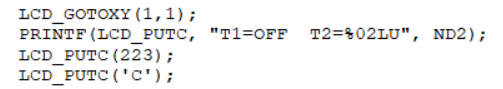 LCD_GOTOXY(1,1);
PRINTF(LCD_PUTC, "T1=OFF  T2=%02LU", ND2);
LCD_PUTC(223);
LCD_PUTC('C');